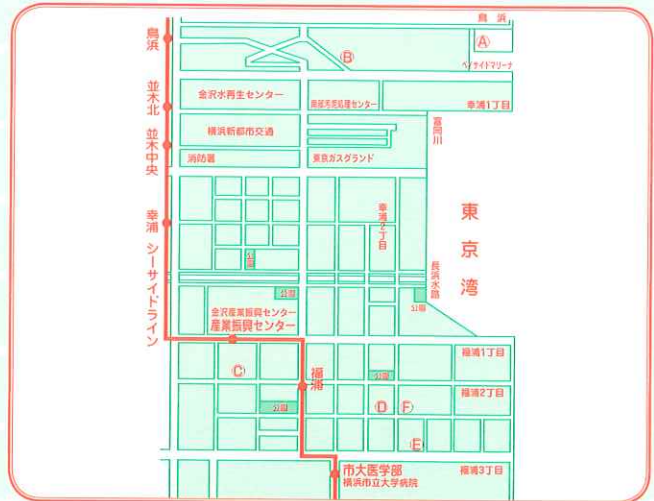 鳥浜
鳥浜
A
B
ベイサイドマリーナ
並木北
金沢水再生センター
南部汚泥処理センター
幸浦1丁目
並木中央
横浜新都市交通
富岡川
消防署
東京ガスグランド
幸浦
幸浦2丁目
東京湾
公園
シーサイドライン
長浜水路
公園
公園
金沢産業振興センター
産業振興センター
福浦1丁目
C
福浦
公園
福浦2丁目
公園
D
F
E
市大医学部
横浜市立大学病院
福浦3丁目